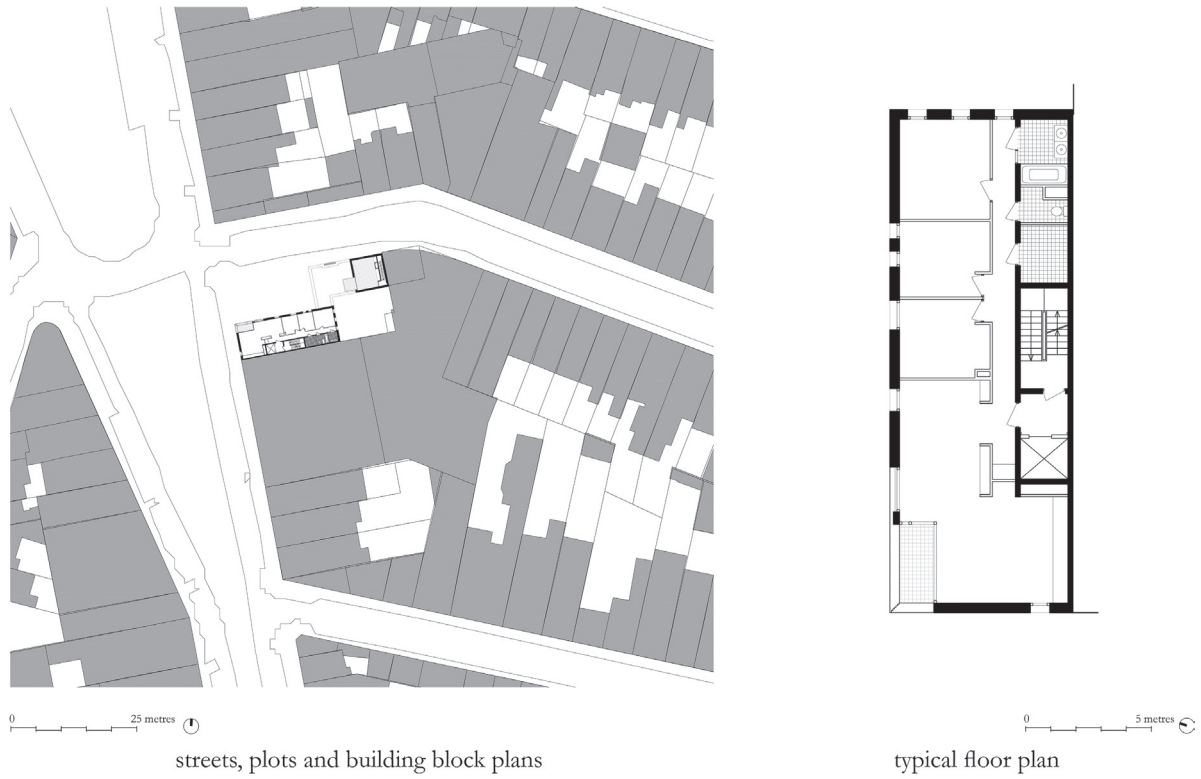 0 25 metres
streets, plots and building block plans
0 5 metres
typical floor plan